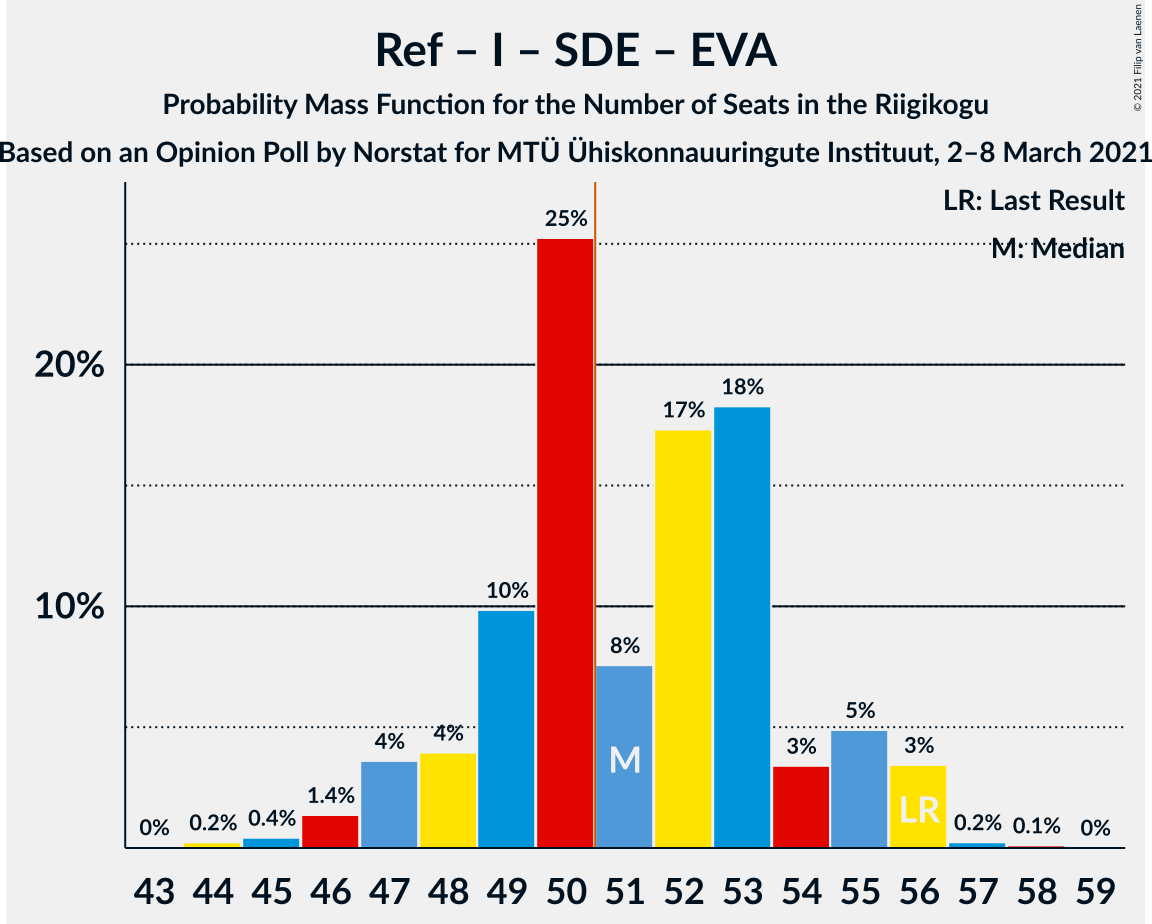 Ref – I – SDE – EVA
Probability Mass Function for the Number of Seats in the Riigikogu
Based on an Opinion Poll by Norstat for MTÜ Ühiskonnauuringute Instituut, 2–8 March 2021
© 2021 Filip van Laenen
LR: Last Result
M: Median
25%
20%
18%
17%
10%
10%
8%
5%
4%
4%
3%
3%
M
LR
1.4%
0% 0.2% 0.4% 0.2% 0.1% 0%
43 44 45 46 47 48 49 50 51 52 53 54 55 56 57 58 59